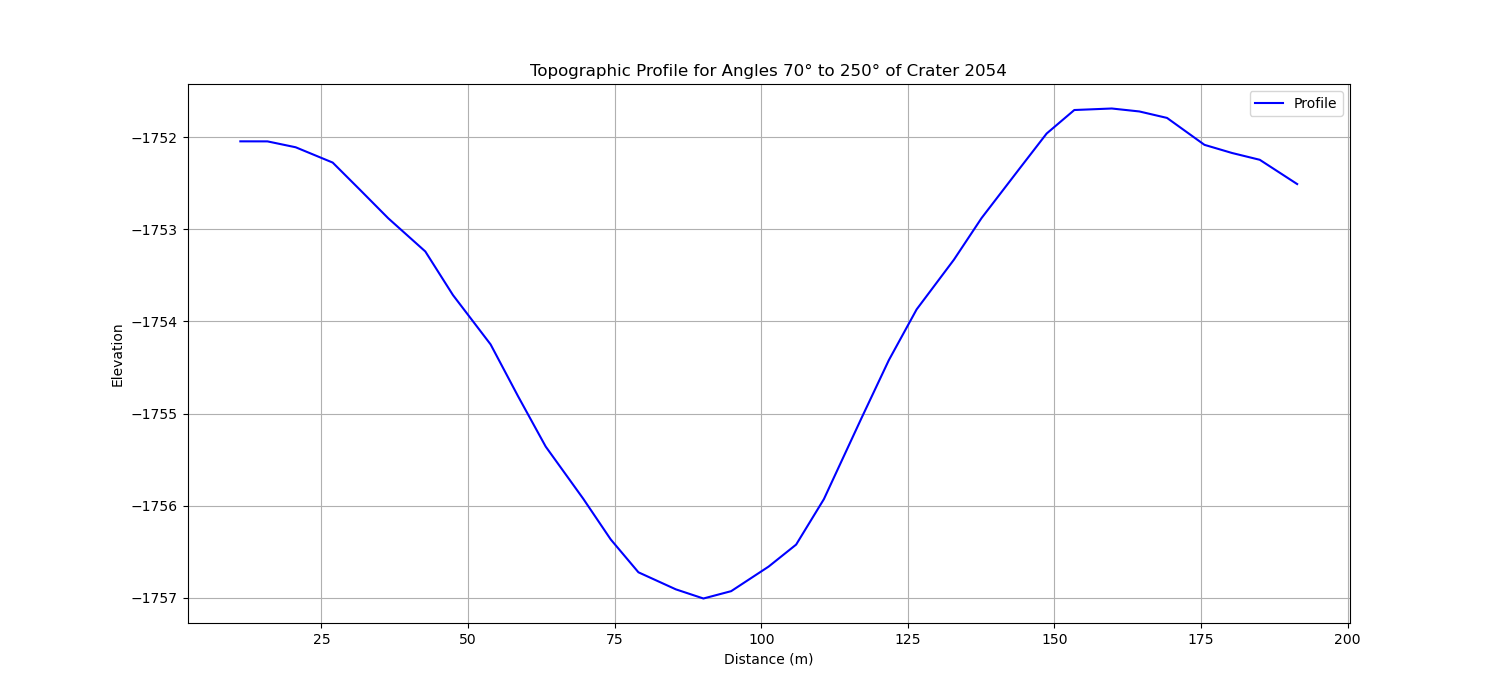 Topographic Profile for Angles 70° to 250° of Crater 2054
Profile
−1752
−1753
−1754
−1755
−1756
−1757
Elevation
25 50 75 100 125 150 175 200
Distance (m)